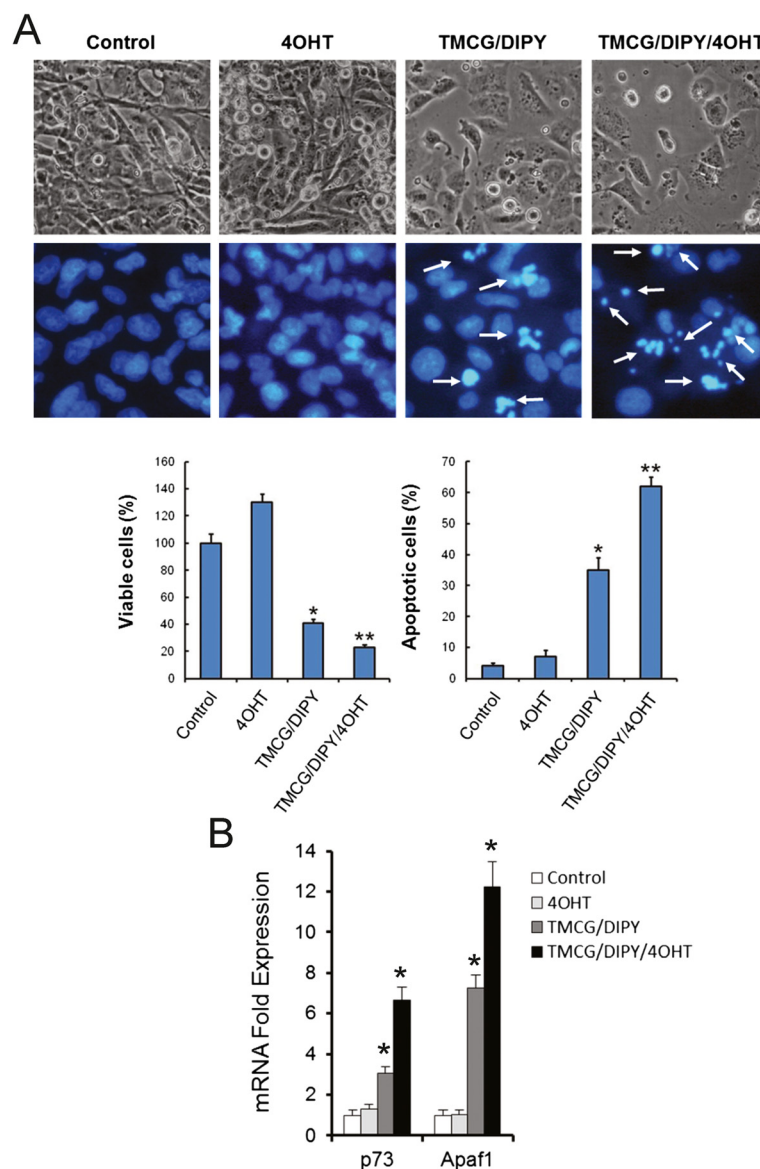 A
Control 4OHT TMCG/DIPY TMCG/DIPY/4OHT
Viable cells (%)
160
140
120
100
80
60
40
20
0
Control
4OHT
TMCG/DIPY
TMCG/DIPY/4OHT
*
**
Apoptotic cells (%)
70
60
50
40
30
20
10
0
Control
4OHT
TMCG/DIPY
TMCG/DIPY/4OHT
*
**
B
mRNA Fold Expression
14
12
10
8
6
4
2
0
*
*
*
*
p73 Apaf1
Control
4OHT
TMCG/DIPY
TMCG/DIPY/4OHT